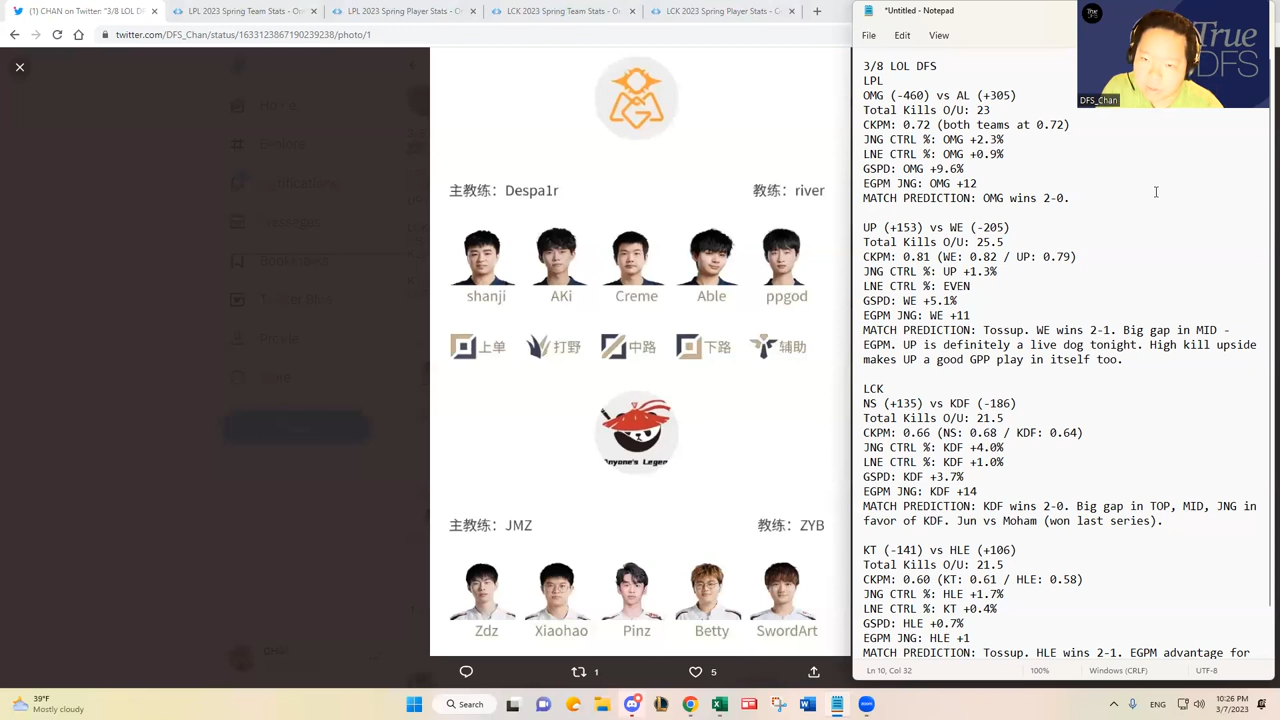 (1) CHAN on Twitter: "3/8 LOL DF
LPL 2023 Spring Team Stats - Or
LPL 2023 Spring Player Stats - O
LCK 2023 Spring Team Stats - O
LCK 2023 Spring Player Stats - O
twitter.com/DFS_Chan/status/1633123867190239238/photo/1
Home
Explore
Notifications
Messages
Bookmarks
Twitter Blue
Profile
More
主教练：Despa1r
教练：river
shanji
AKi
Creme
Able
ppgod
上单
打野
中路
下路
辅助
Anyone's Legend
主教练：JMZ
教练：ZYB
Zdz
Xiaohao
Pinz
Betty
SwordArt
1
5
*Untitled - Notepad
File
Edit
View
3/8 LOL DFS
LPL
OMG (-460) vs AL (+305)
Total Kills O/U: 23
CKPM: 0.72 (both teams at 0.72)
JNG CTRL %: OMG +2.3%
LNE CTRL %: OMG +0.9%
GSPD: OMG +9.6%
EGPM JNG: OMG +12
MATCH PREDICTION: OMG wins 2-0.
UP (+153) vs WE (-205)
Total Kills O/U: 25.5
CKPM: 0.81 (WE: 0.82 / UP: 0.79)
JNG CTRL %: UP +1.3%
LNE CTRL %: EVEN
GSPD: WE +5.1%
EGPM JNG: WE +11
MATCH PREDICTION: Tossup. WE wins 2-1. Big gap in MID -
EGPM. UP is definitely a live dog tonight. High kill upside
makes UP a good GPP play in itself too.
LCK
NS (+135) vs KDF (-186)
Total Kills O/U: 21.5
CKPM: 0.66 (NS: 0.68 / KDF: 0.64)
JNG CTRL %: KDF +4.0%
LNE CTRL %: KDF +1.0%
GSPD: KDF +3.7%
EGPM JNG: KDF +14
MATCH PREDICTION: KDF wins 2-0. Big gap in TOP, MID, JNG in
favor of KDF. Jun vs Moham (won last series).
KT (-141) vs HLE (+106)
Total Kills O/U: 21.5
CKPM: 0.60 (KT: 0.61 / HLE: 0.58)
JNG CTRL %: HLE +1.7%
LNE CTRL %: KT +0.4%
GSPD: HLE +0.7%
EGPM JNG: HLE +1
MATCH PREDICTION: Tossup. HLE wins 2-1. EGPM advantage for
Ln 10, Col 32
100%
Windows (CRLF)
UTF-8
True
DFS
True
DFS
DFS_Chan
39°F
Mostly cloudy
Search
ENG
10:26 PM
3/7/2023